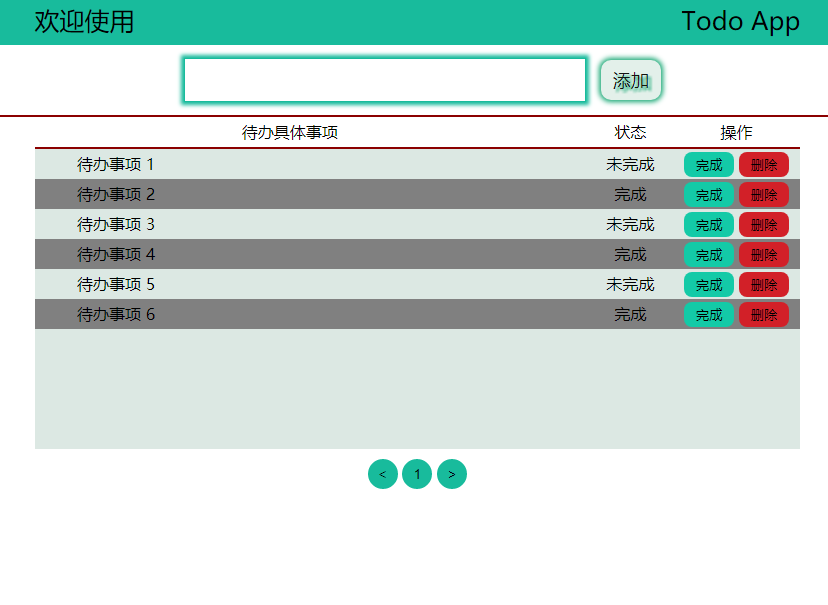 欢迎使用 Todo App
添加
待办具体事项 状态 操作
待办事项 1 未完成 完成 删除
待办事项 2 完成 完成 删除
待办事项 3 未完成 完成 删除
待办事项 4 完成 完成 删除
待办事项 5 未完成 完成 删除
待办事项 6 完成 完成 删除
< 1 >